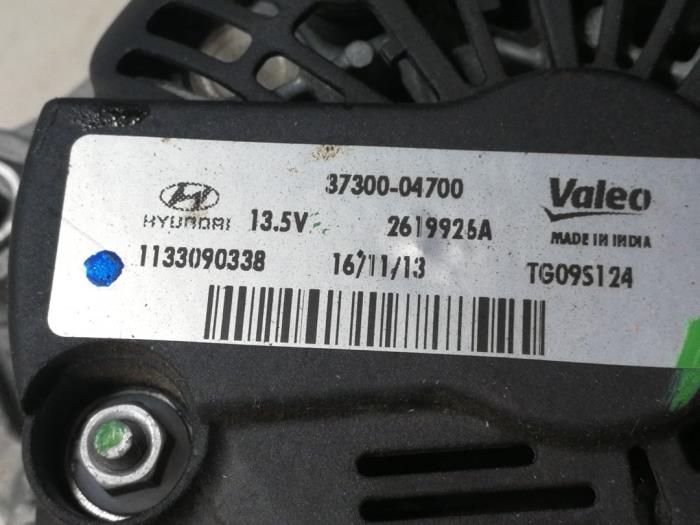 37300-04700
Valeo
HYUNDAI 13.5V 2619926A MADE IN INDIA
1133090338 16/11/13 TG09S124